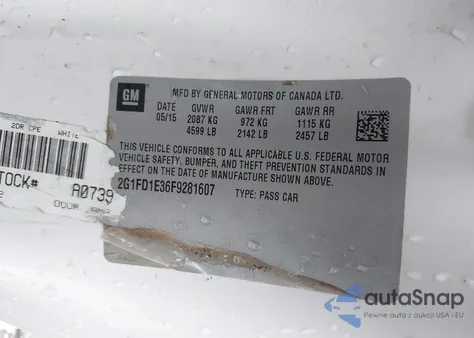 GM
MFD BY GENERAL MOTORS OF CANADA LTD.
DATE GVWR GAWR FRT GAWR RR
05/15 2087 KG 972 KG 1115 KG
4599 LB 2142 LB 2457 LB
THIS VEHICLE CONFORMS TO ALL APPLICABLE U.S. FEDERAL MOTOR
VEHICLE SAFETY, BUMPER, AND THEFT PREVENTION STANDARDS IN
EFFECT ON THE DATE OF MANUFACTURE SHOWN ABOVE.
2G1FD1E36F9281607 TYPE: PASS CAR
2DR CPE WHITE
TOCK# A0739
autaSnap
Pewne auta z aukcji USA - EU